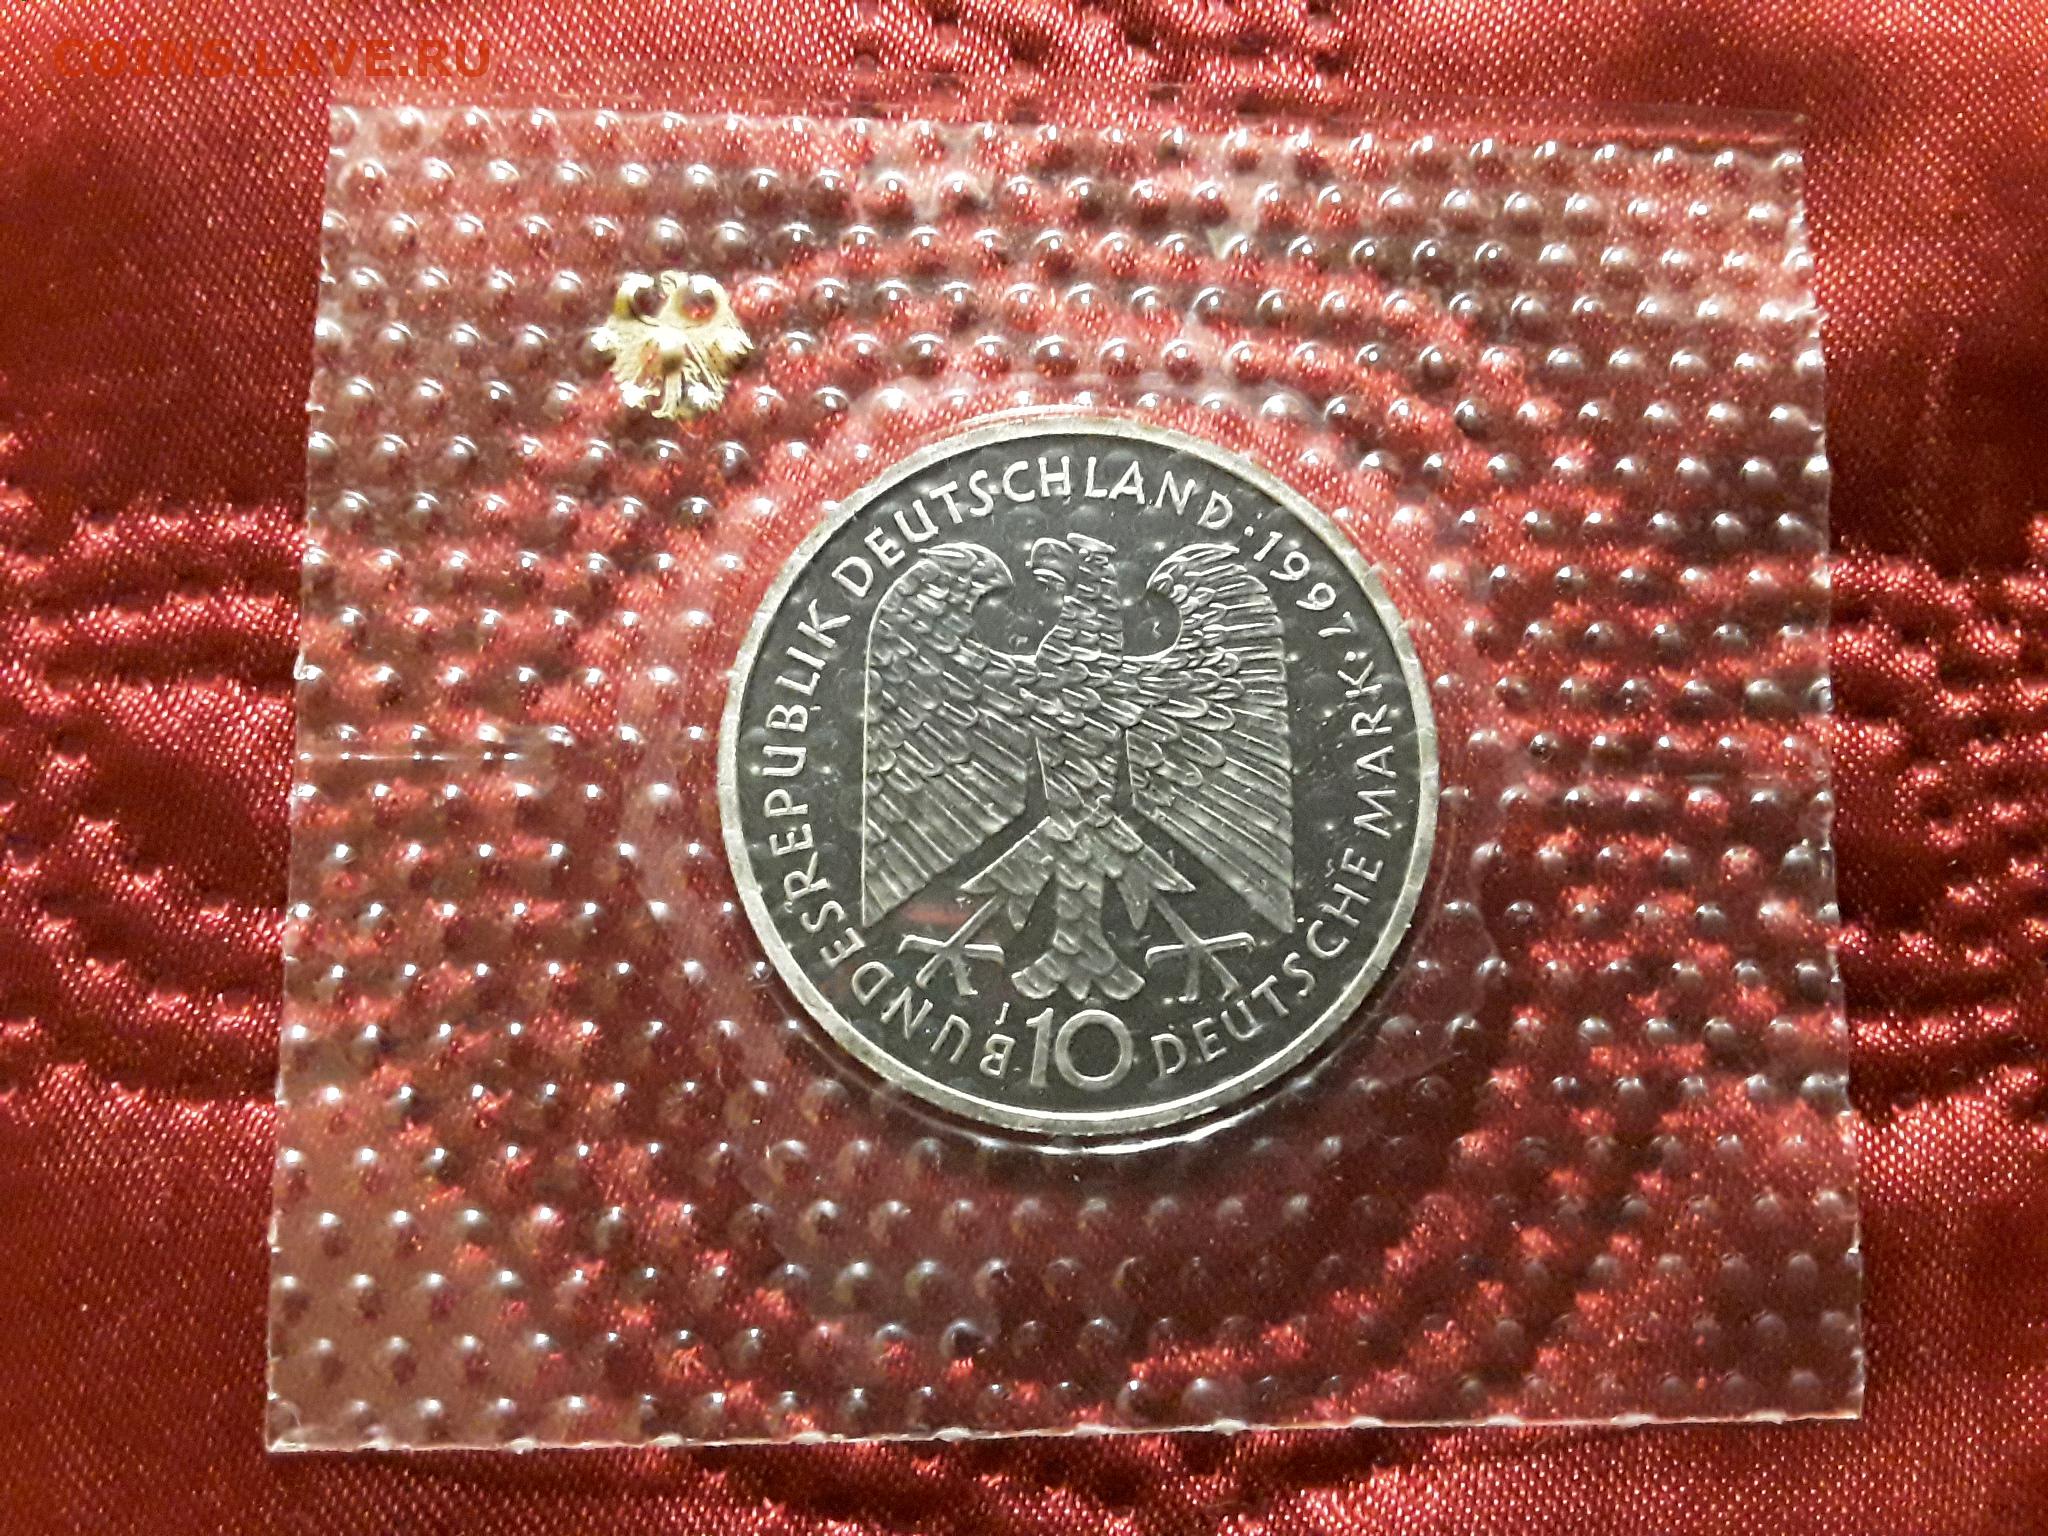 COINS.LAVE.RU
BUNDESREPUBLIK DEUTSCHLAND · 1997 ·
DEUTSCHE MARK
J
10